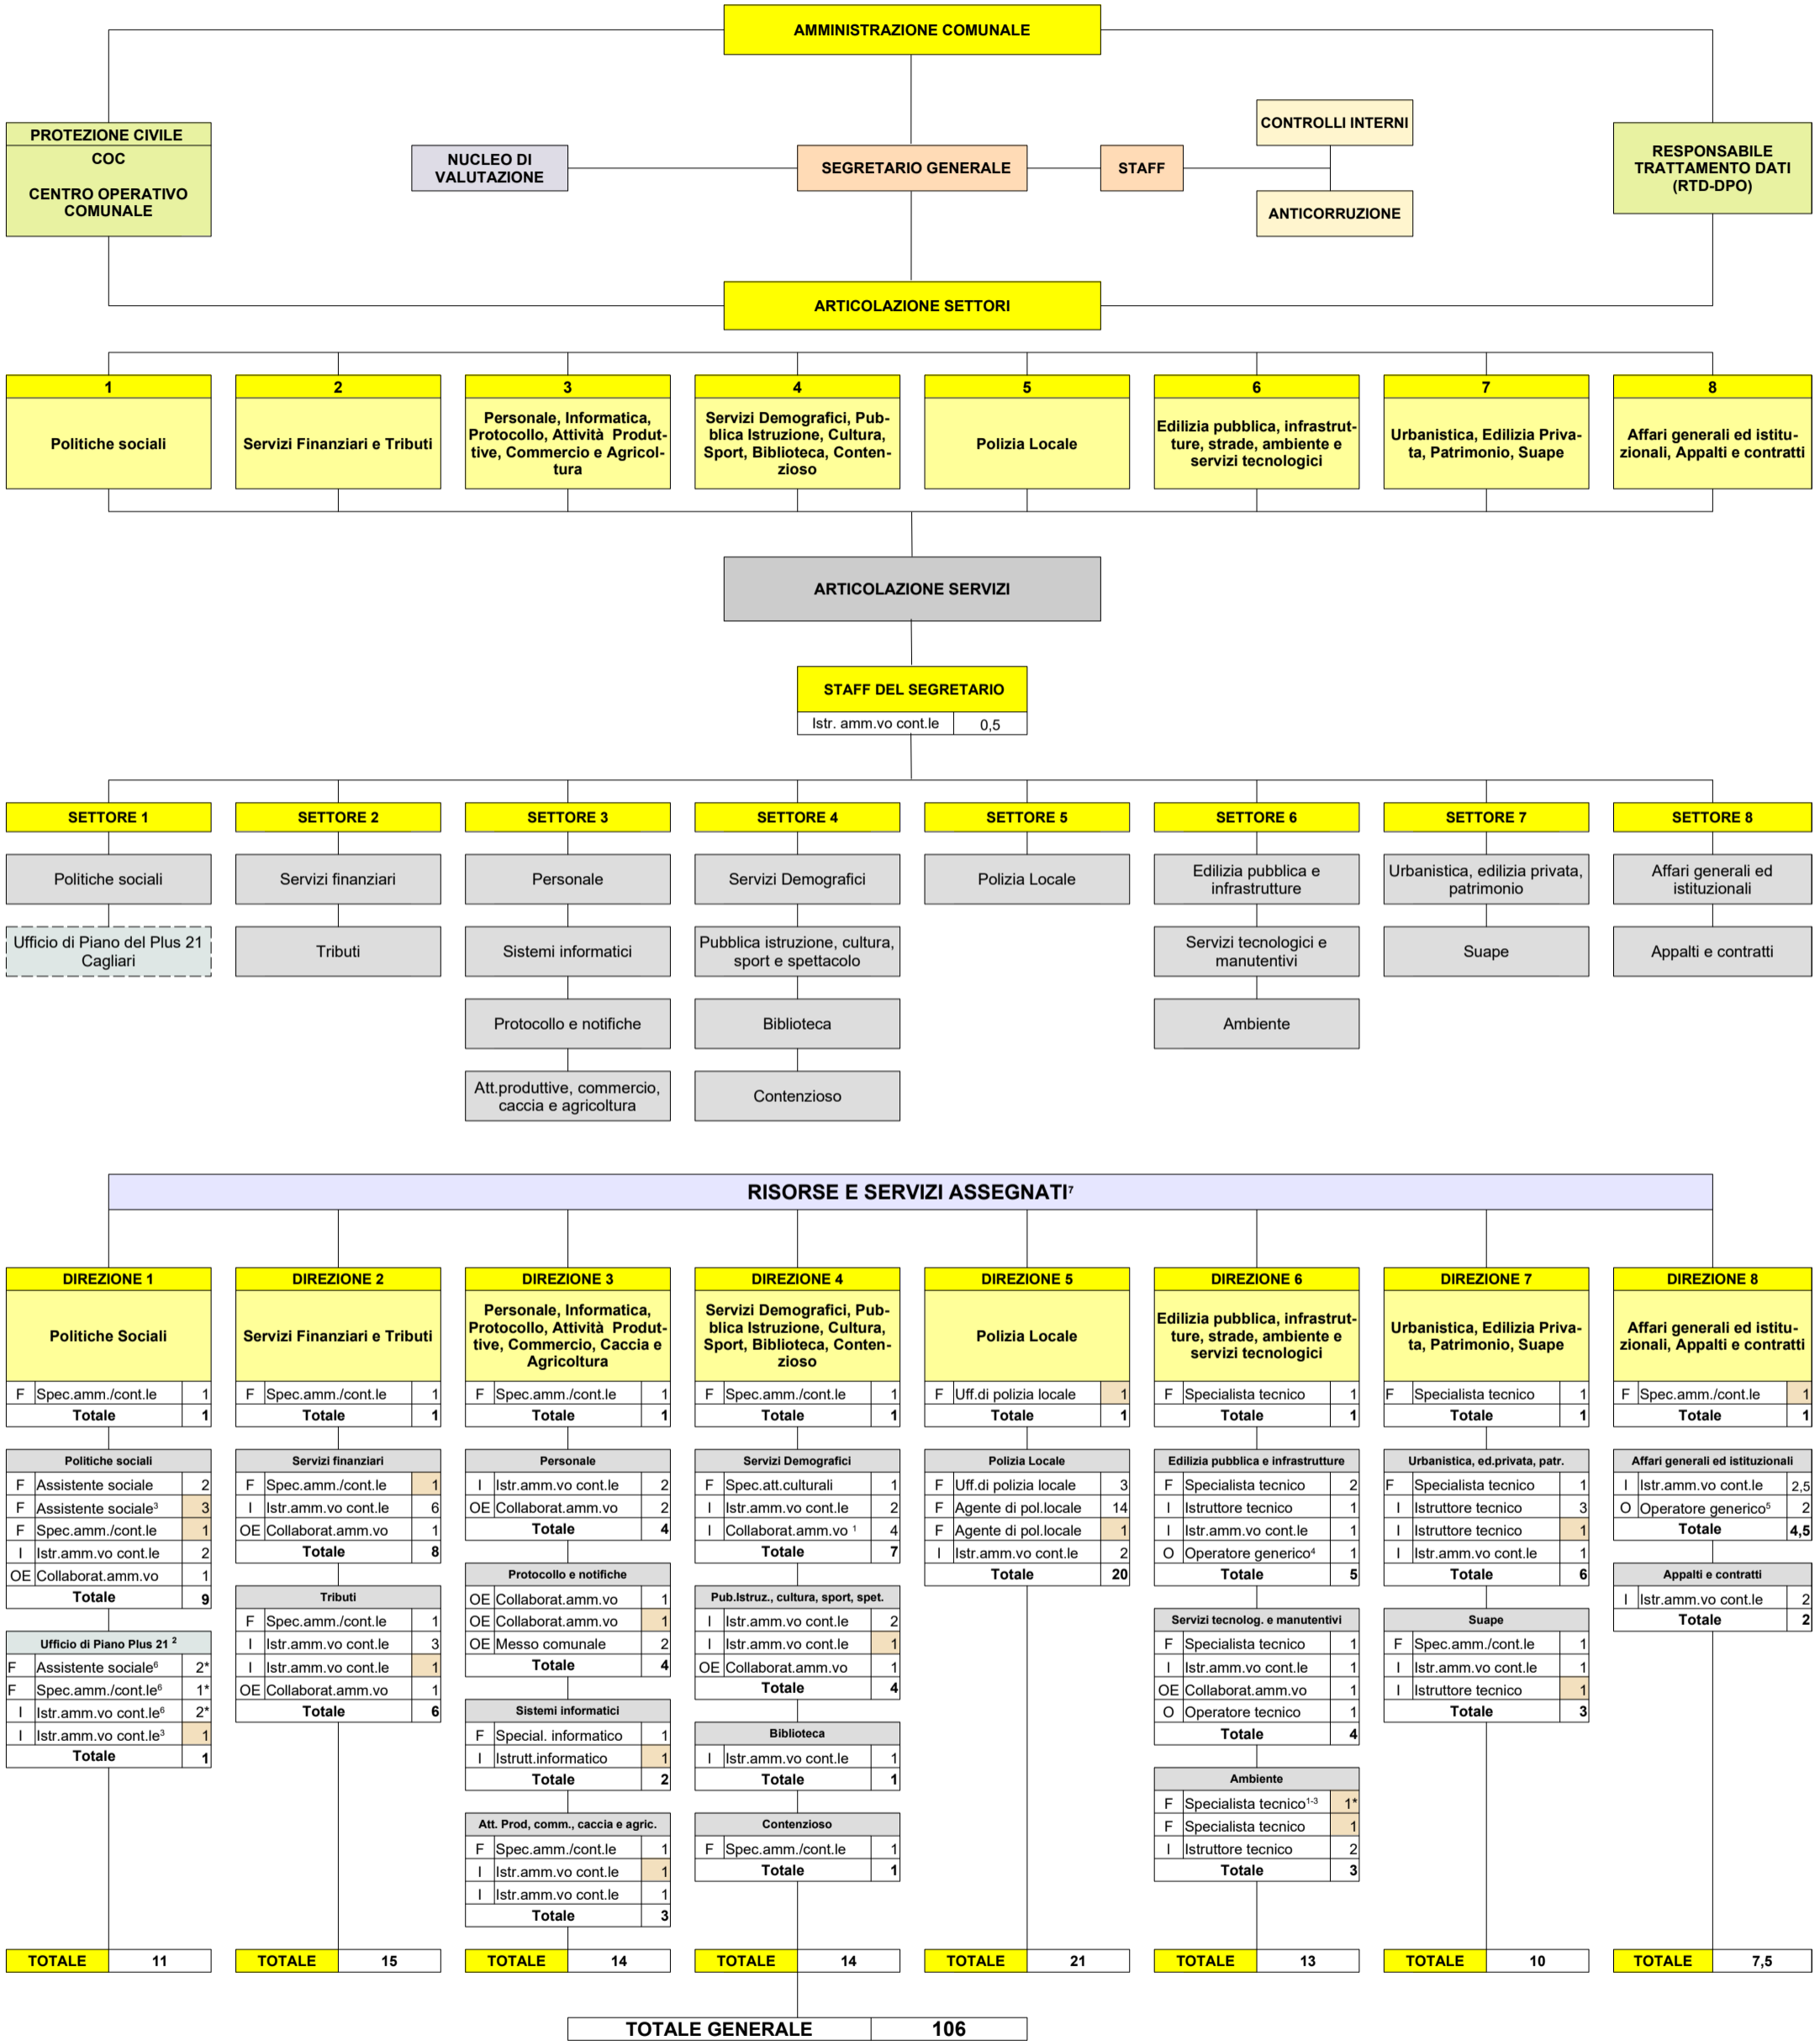 AMMINISTRAZIONE COMUNALE
PROTEZIONE CIVILE
COC
CENTRO OPERATIVO
COMUNALE
NUCLEO DI
VALUTAZIONE
SEGRETARIO GENERALE
STAFF
CONTROLLI INTERNI
ANTICORRUZIONE
RESPONSABILE
TRATTAMENTO DATI
(RTD-DPO)
ARTICOLAZIONE SETTORI
1
Politiche sociali
2
Servizi Finanziari e Tributi
3
Personale, Informatica,
Protocollo, Attività Produt-
tive, Commercio e Agricol-
tura
4
Servizi Demografici, Pub-
blica Istruzione, Cultura,
Sport, Biblioteca, Conten-
zioso
5
Polizia Locale
6
Edilizia pubblica, infrastrut-
ture, strade, ambiente e
servizi tecnologici
7
Urbanistica, Edilizia Priva-
ta, Patrimonio, Suape
8
Affari generali ed istitu-
zionali, Appalti e contratti
ARTICOLAZIONE SERVIZI
STAFF DEL SEGRETARIO
Istr. amm.vo cont.le 0,5
SETTORE 1
Politiche sociali
Ufficio di Piano del Plus 21
Cagliari
SETTORE 2
Servizi finanziari
Tributi
SETTORE 3
Personale
Sistemi informatici
Protocollo e notifiche
Att.produttive, commercio,
caccia e agricoltura
SETTORE 4
Servizi Demografici
Pubblica istruzione, cultura,
sport e spettacolo
Biblioteca
Contenzioso
SETTORE 5
Polizia Locale
SETTORE 6
Edilizia pubblica e
infrastrutture
Servizi tecnologici e
manutentivi
Ambiente
SETTORE 7
Urbanistica, edilizia privata,
patrimonio
Suape
SETTORE 8
Affari generali ed
istituzionali
Appalti e contratti
RISORSE E SERVIZI ASSEGNATI⁷
DIREZIONE 1
Politiche Sociali
F Spec.amm./cont.le 1
Totale 1
Politiche sociali
F Assistente sociale 2
F Assistente sociale³ 3
F Spec.amm./cont.le 1
I Istr.amm.vo cont.le 2
OE Collaborat.amm.vo 1
Totale 9
Ufficio di Piano Plus 21 ²
F Assistente sociale⁶ 2*
F Spec.amm./cont.le⁶ 1*
I Istr.amm.vo cont.le⁶ 2*
I Istr.amm.vo cont.le³ 1
Totale 1
TOTALE 11
DIREZIONE 2
Servizi Finanziari e Tributi
F Spec.amm./cont.le 1
Totale 1
Servizi finanziari
F Spec.amm./cont.le 1
I Istr.amm.vo cont.le 6
OE Collaborat.amm.vo 1
Totale 8
Tributi
F Spec.amm./cont.le 1
I Istr.amm.vo cont.le 3
I Istr.amm.vo cont.le 1
OE Collaborat.amm.vo 1
Totale 6
TOTALE 15
DIREZIONE 3
Personale, Informatica,
Protocollo, Attività Produt-
tive, Commercio, Caccia e
Agricoltura
F Spec.amm./cont.le 1
Totale 1
Personale
I Istr.amm.vo cont.le 2
OE Collaborat.amm.vo 2
Totale 4
Protocollo e notifiche
OE Collaborat.amm.vo 1
OE Collaborat.amm.vo 1
OE Messo comunale 2
Totale 4
Sistemi informatici
F Special. informatico 1
I Istrutt.informatico 1
Totale 2
Att. Prod, comm., caccia e agric.
F Spec.amm./cont.le 1
I Istr.amm.vo cont.le 1
I Istr.amm.vo cont.le 1
Totale 3
TOTALE 14
DIREZIONE 4
Servizi Demografici, Pub-
blica Istruzione, Cultura,
Sport, Biblioteca, Conten-
zioso
F Spec.amm./cont.le 1
Totale 1
Servizi Demografici
F Spec.att.culturali 1
I Istr.amm.vo cont.le 2
I Collaborat.amm.vo ¹ 4
Totale 7
Pub.Istruz., cultura, sport, spet.
I Istr.amm.vo cont.le 2
I Istr.amm.vo cont.le 1
OE Collaborat.amm.vo 1
Totale 4
Biblioteca
I Istr.amm.vo cont.le 1
Totale 1
Contenzioso
F Spec.amm./cont.le 1
Totale 1
TOTALE 14
DIREZIONE 5
Polizia Locale
F Uff.di polizia locale 1
Totale 1
Polizia Locale
F Uff.di polizia locale 3
F Agente di pol.locale 14
F Agente di pol.locale 1
I Istr.amm.vo cont.le 2
Totale 20
TOTALE 21
DIREZIONE 6
Edilizia pubblica, infrastrut-
ture, strade, ambiente e
servizi tecnologici
F Specialista tecnico 1
Totale 1
Edilizia pubblica e infrastrutture
F Specialista tecnico 2
I Istruttore tecnico 1
I Istr.amm.vo cont.le 1
O Operatore generico⁴ 1
Totale 5
Servizi tecnolog. e manutentivi
F Specialista tecnico 1
I Istr.amm.vo cont.le 1
OE Collaborat.amm.vo 1
O Operatore tecnico 1
Totale 4
Ambiente
F Specialista tecnico¹⁻³ 1*
F Specialista tecnico 1
I Istruttore tecnico 2
Totale 3
TOTALE 13
DIREZIONE 7
Urbanistica, Edilizia Priva-
ta, Patrimonio, Suape
F Specialista tecnico 1
Totale 1
Urbanistica, ed.privata, patr.
F Specialista tecnico 1
I Istruttore tecnico 3
I Istruttore tecnico 1
I Istr.amm.vo cont.le 1
Totale 6
Suape
F Spec.amm./cont.le 1
I Istr.amm.vo cont.le 1
I Istruttore tecnico 1
Totale 3
TOTALE 10
DIREZIONE 8
Affari generali ed istitu-
zionali, Appalti e contratti
F Spec.amm./cont.le 1
Totale 1
Affari generali ed istituzionali
I Istr.amm.vo cont.le 2,5
O Operatore generico⁵ 2
Totale 4,5
Appalti e contratti
I Istr.amm.vo cont.le 2
Totale 2
TOTALE 7,5
TOTALE GENERALE 106